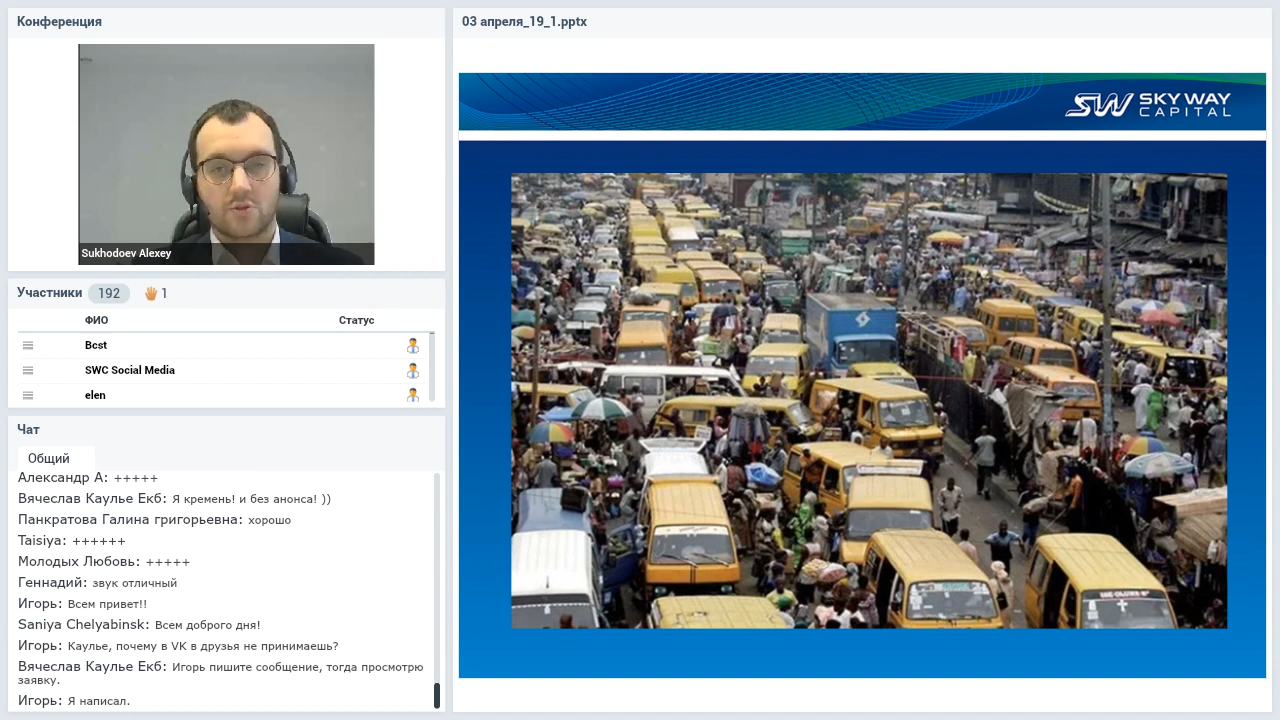 Конференция
Sukhodoev Alexey
Участники 192 1
ФИО Статус
Bcst
SWC Social Media
elen
Чат
Общий
Александр А: +++++
Вячеслав Каулье Екб: Я кремень! и без анонса! ))
Панкратова Галина григорьевна: хорошо
Taisiya: ++++++
Молодых Любовь: +++++
Геннадий: звук отличный
Игорь: Всем привет!!
Saniya Chelyabinsk: Всем доброго дня!
Игорь: Каулье, почему в VK в друзья не принимаешь?
Вячеслав Каулье Екб: Игорь пишите сообщение, тогда просмотрю
заявку.
Игорь: Я написал.
03 апреля_19_1.pptx
SW SKY WAY
CAPITAL